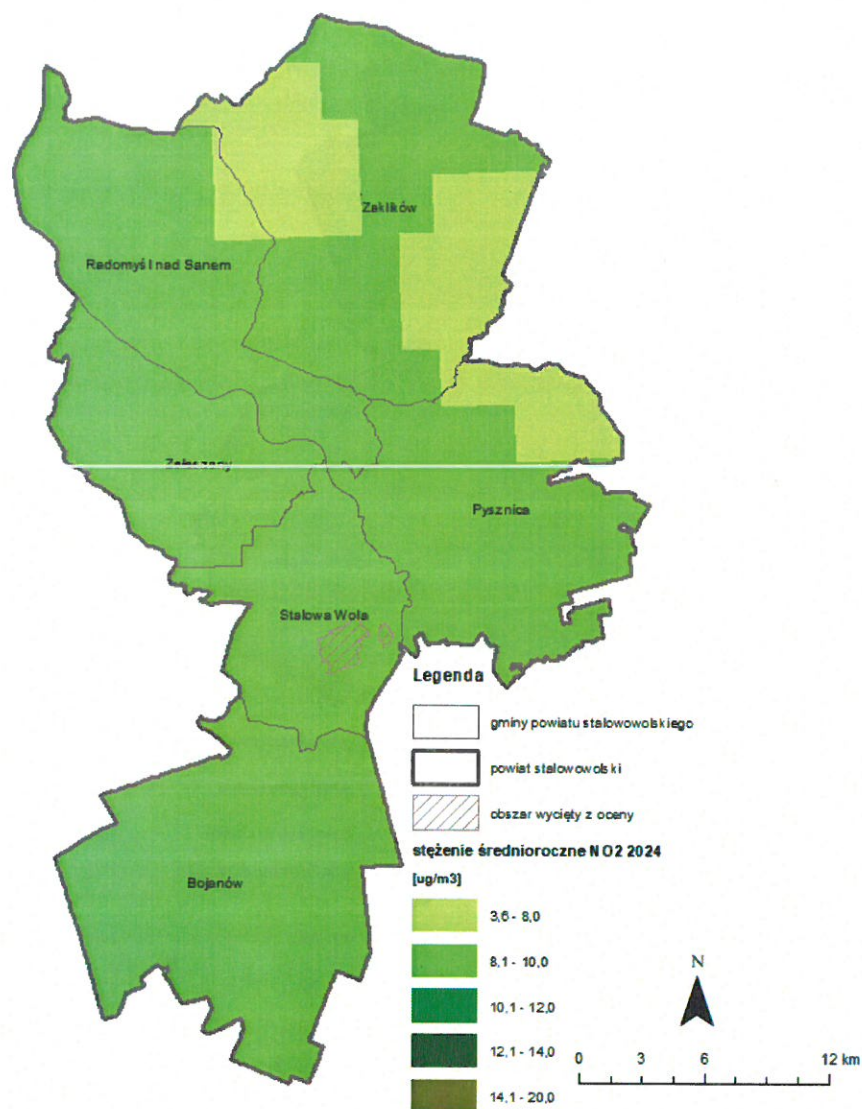 Zaklików
Radomyśl nad Sanem
Zaleszany
Pysznica
Stalowa Wola
Legenda
gminy powiatu stalowowolskiego
powiat stalowowolski
obszar wycięty z oceny
stężenie średnioroczne NO2 2024
[ug/m3]
Bojanów
3,6 - 8,0
8,1 - 10,0
10,1 - 12,0
12,1 - 14,0
14,1 - 20,0
N
0 3 6 12 km